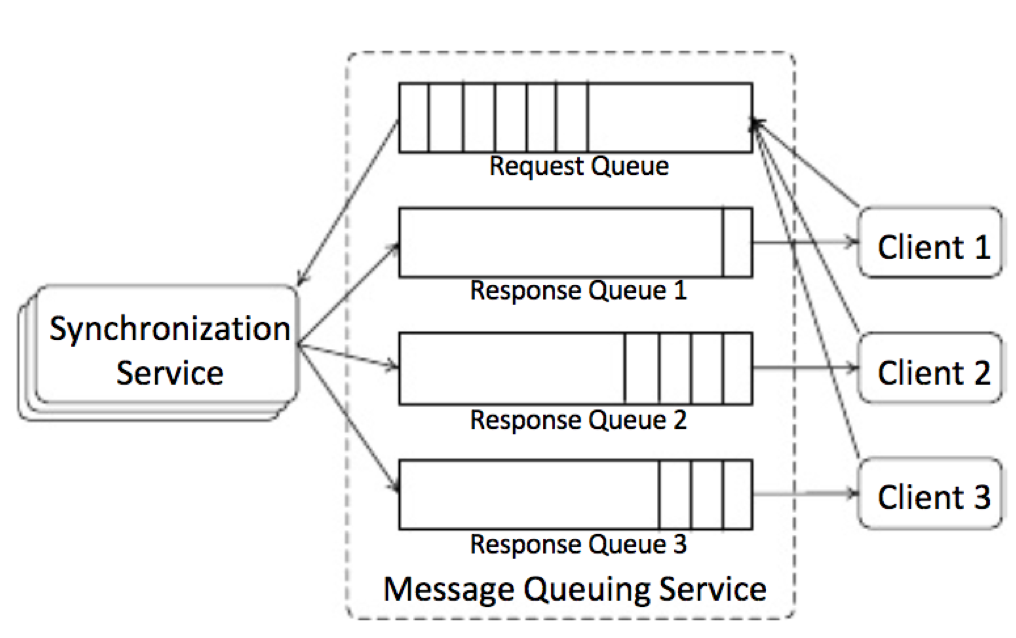 Request Queue
Response Queue 1
Client 1
Synchronization
Service
Response Queue 2
Client 2
Response Queue 3
Client 3
Message Queuing Service